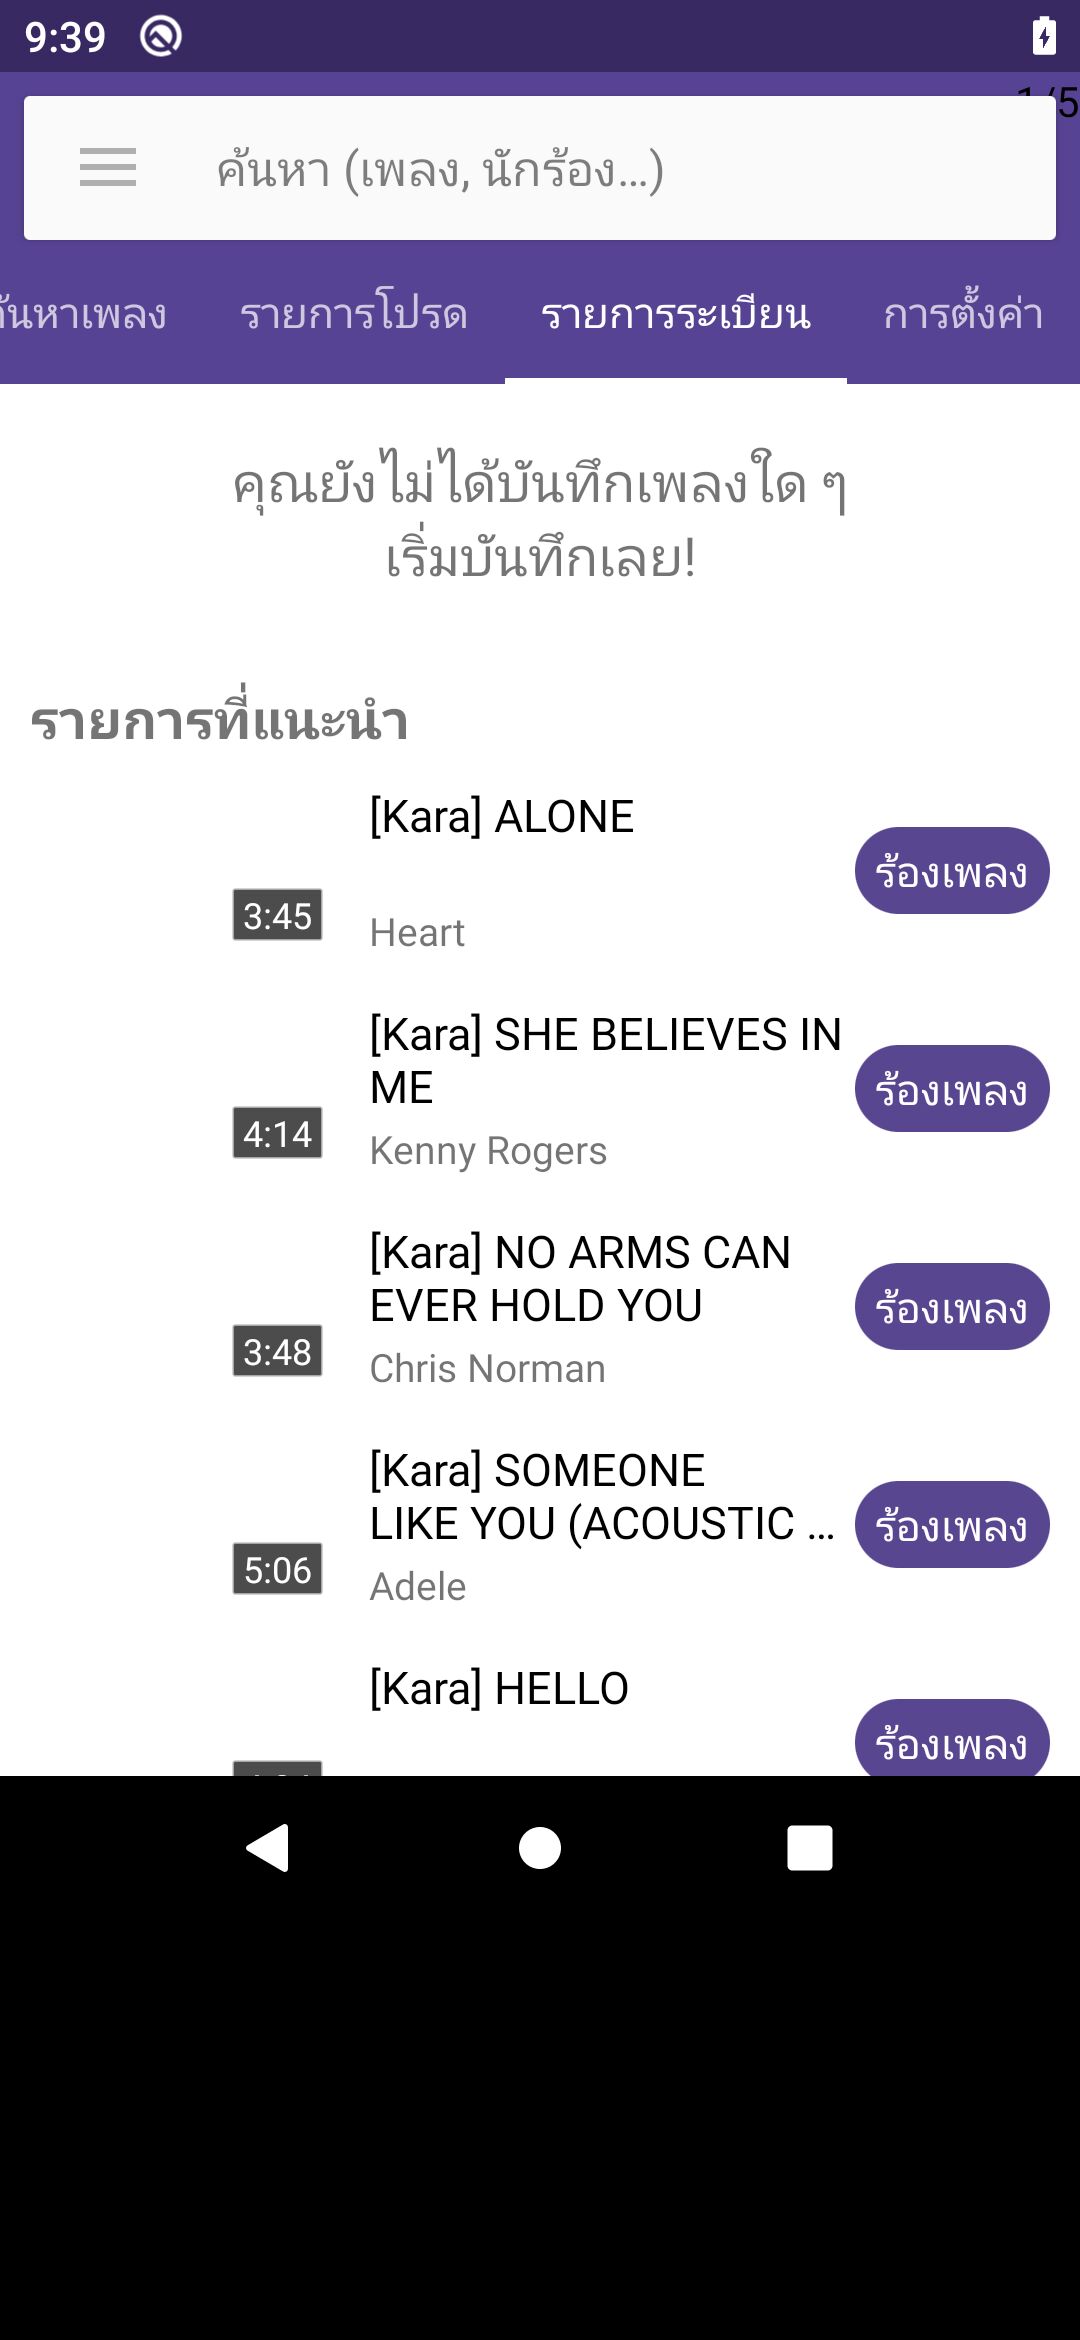 9:39
1/5
ค้นหา (เพลง, นักร้อง...)
ค้นหาเพลง รายการโปรด รายการระเบียน การตั้งค่า
คุณยังไม่ได้บันทึกเพลงใด ๆ
เริ่มบันทึกเลย!
รายการที่แนะนำ
[Kara] ALONE
3:45
Heart
ร้องเพลง
[Kara] SHE BELIEVES IN
ME
4:14
Kenny Rogers
ร้องเพลง
[Kara] NO ARMS CAN
EVER HOLD YOU
3:48
Chris Norman
ร้องเพลง
[Kara] SOMEONE
LIKE YOU (ACOUSTIC ...
5:06
Adele
ร้องเพลง
[Kara] HELLO
ร้องเพลง